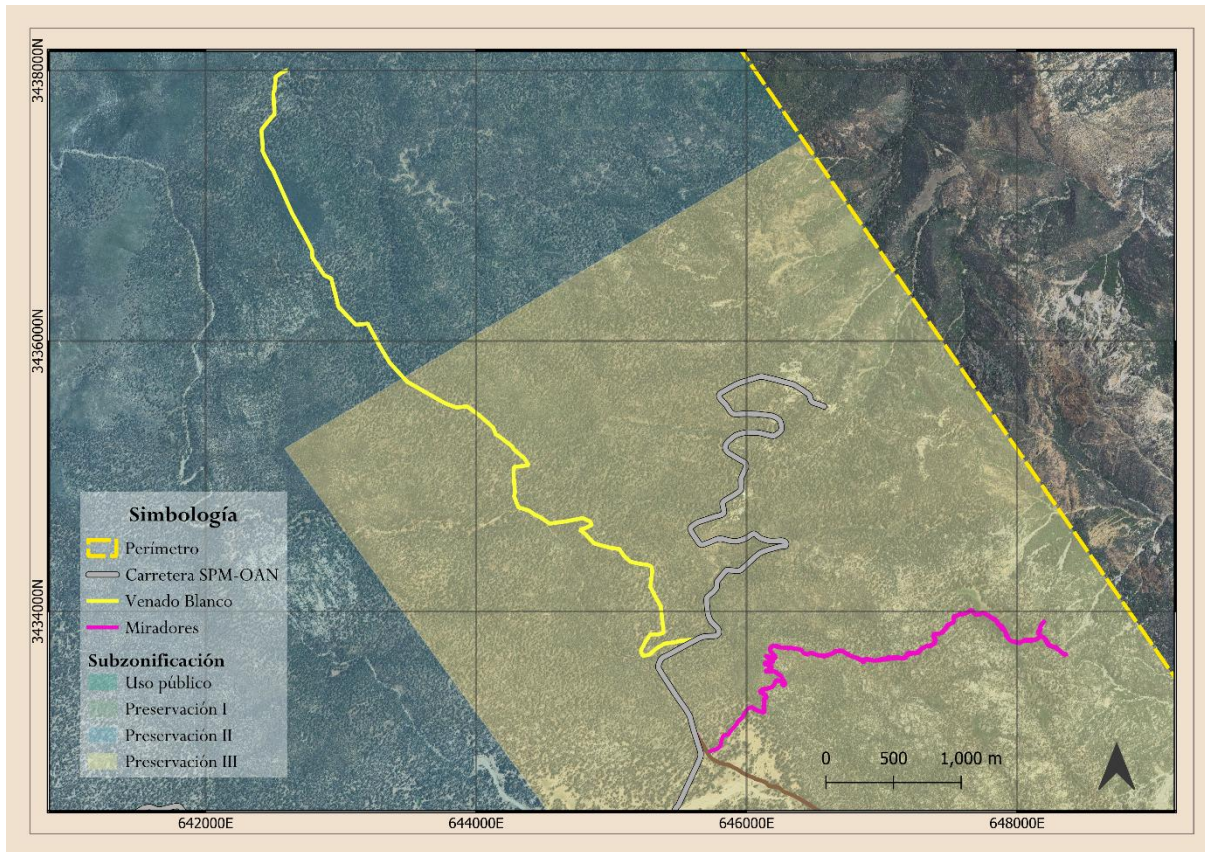 3438000N
3436000N
3434000N
Simbología
Perímetro
Carretera SPM-OAN
Venado Blanco
Miradores
Subzonificación
Uso público
Preservación I
Preservación II
Preservación III
0 500 1,000 m
642000E 644000E 646000E 648000E